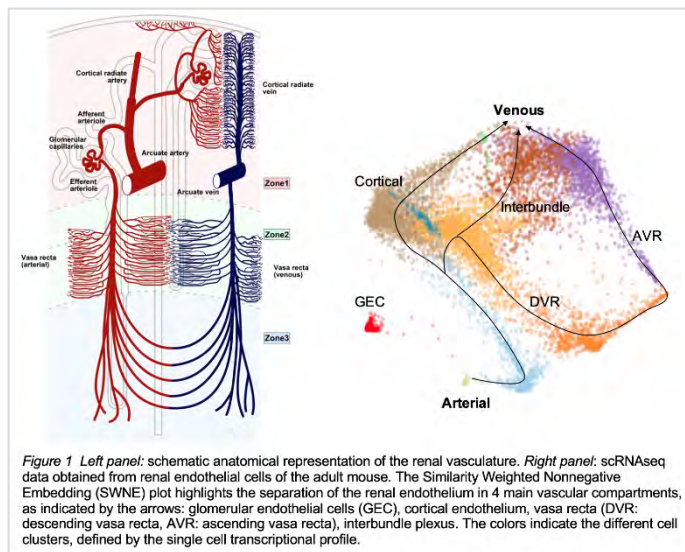 Cortical radiate
artery
Cortical radiate
vein
Afferent
arteriole
Glomerular
capillaries
Arcuate artery
Efferent
arteriole
Arcuate vein
Zone1
Zone2
Vasa recta
(arterial)
Vasa recta
(venous)
Zone3
Venous
Cortical
Interbundle
AVR
GEC
DVR
Arterial
Figure 1 Left panel: schematic anatomical representation of the renal vasculature. Right panel: scRNAseq
data obtained from renal endothelial cells of the adult mouse. The Similarity Weighted Nonnegative
Embedding (SWNE) plot highlights the separation of the renal endothelium in 4 main vascular compartments,
as indicated by the arrows: glomerular endothelial cells (GEC), cortical endothelium, vasa recta (DVR:
descending vasa recta, AVR: ascending vasa recta), interbundle plexus. The colors indicate the different cell
clusters, defined by the single cell transcriptional profile.